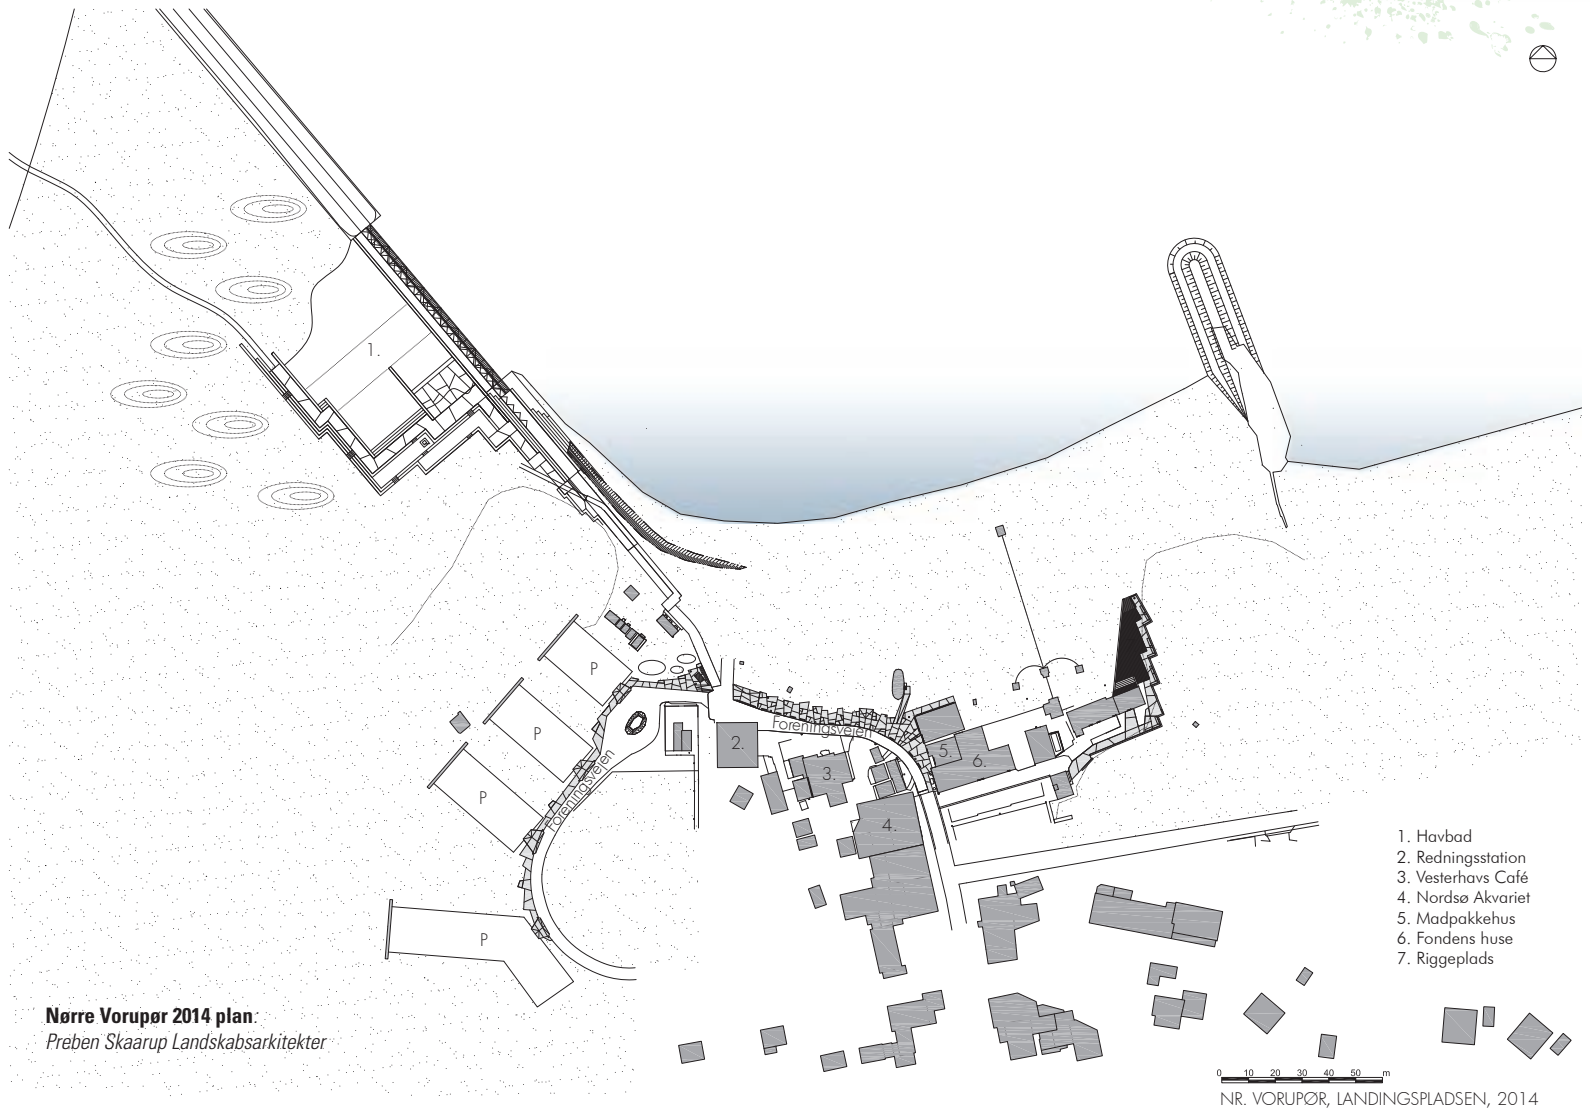 1.
P
P
P
P
Foreningsvejen
Foreningsvejen
2.
3.
4.
5.
6.
1. Havbad
2. Redningsstation
3. Vesterhavs Café
4. Nordsø Akvariet
5. Madpakkehus
6. Fondens huse
7. Riggeplads
Nørre Vorupør 2014 plan:
Preben Skaarup Landskabsarkitekter
0 10 20 30 40 50 m
NR. VORUPØR, LANDINGSPLADSEN, 2014